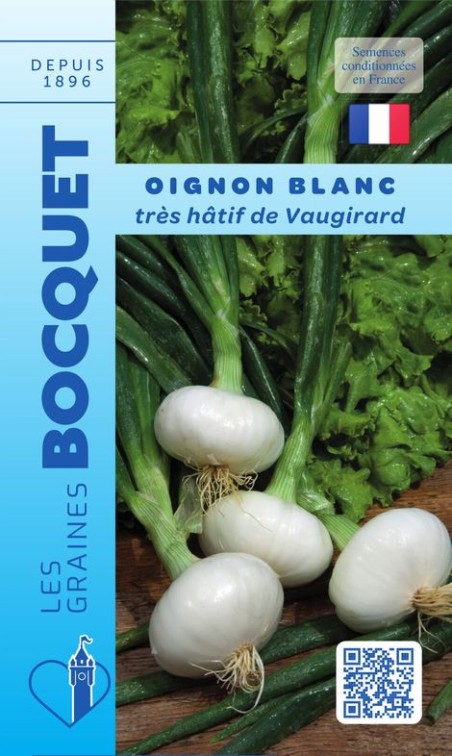 DEPUIS
1896
LES
GRAINES
BOCQUET
Semences
conditionnées
en France
OIGNON BLANC
très hâtif de Vaugirard